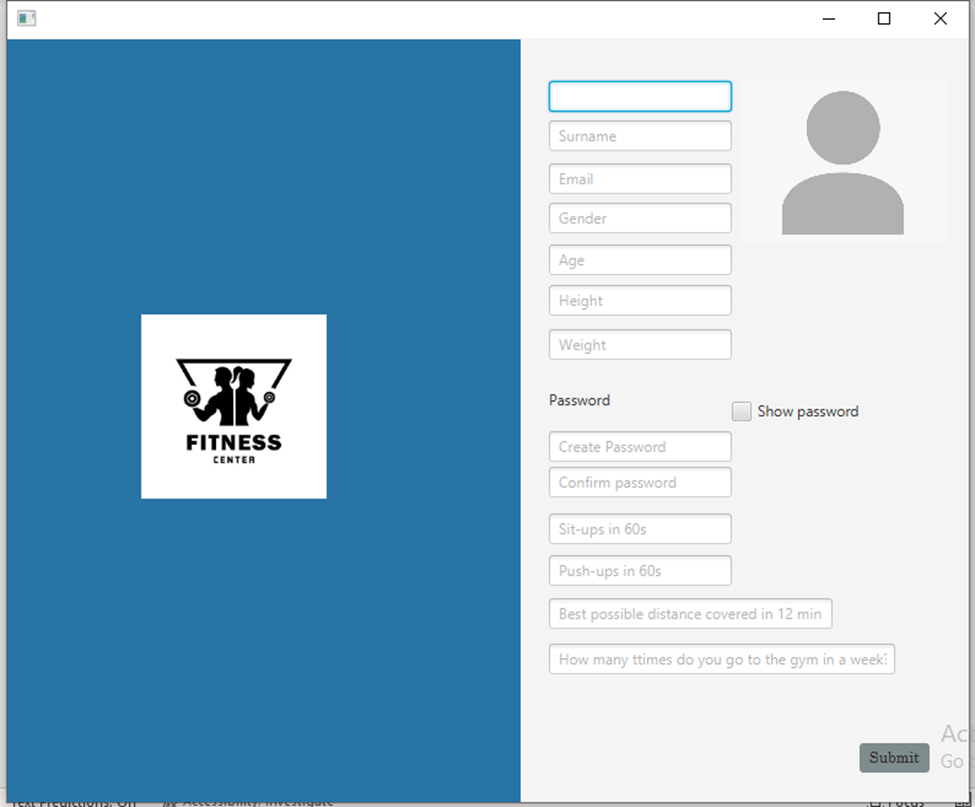 Surname
Email
Gender
Age
Height
Weight
Password
Show password
Create Password
Confirm password
Sit-ups in 60s
Push-ups in 60s
Best possible distance covered in 12 min
How many ttimes do you go to the gym in a week?
FITNESS
CENTER
Submit
Go
Text Predictions: On
Accessibility: Investigate
Focus